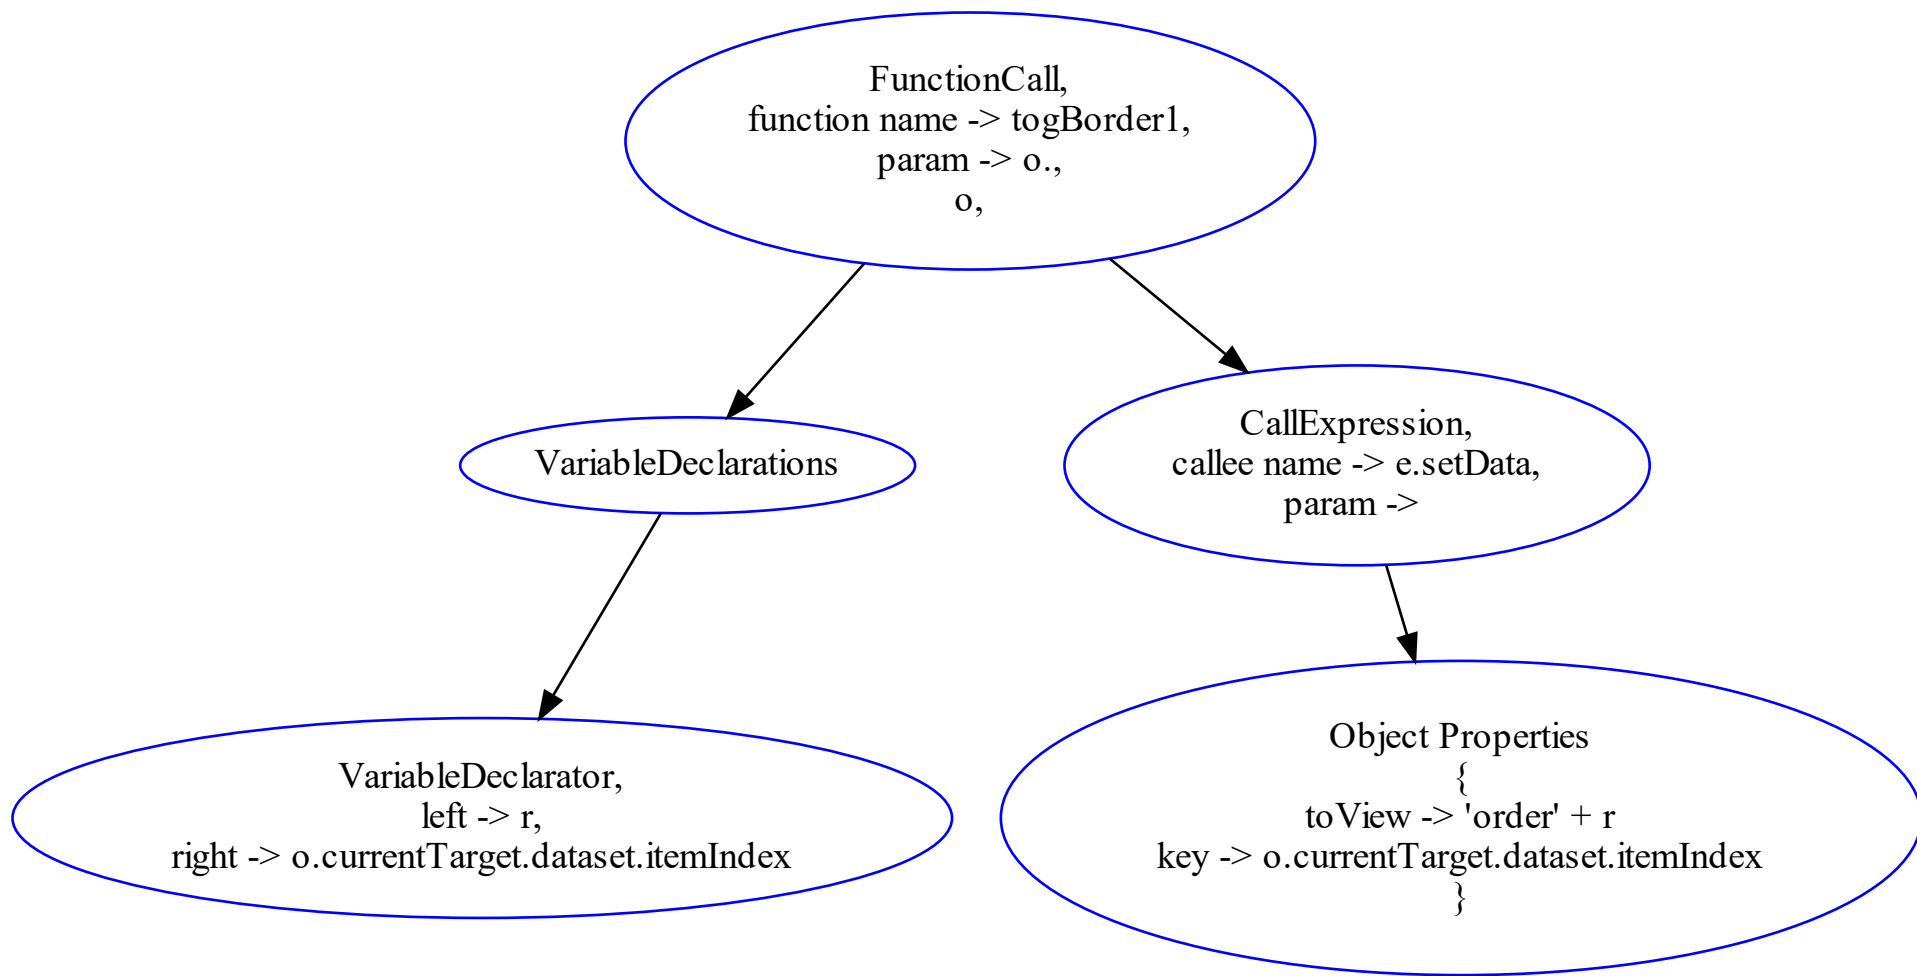 FunctionCall,
function name -> togBorder1,
param -> o.,
o,
VariableDeclarations
CallExpression,
callee name -> e.setData,
param ->
VariableDeclarator,
left -> r,
right -> o.currentTarget.dataset.itemIndex
Object Properties
{
toView -> 'order' + r
key -> o.currentTarget.dataset.itemIndex
}